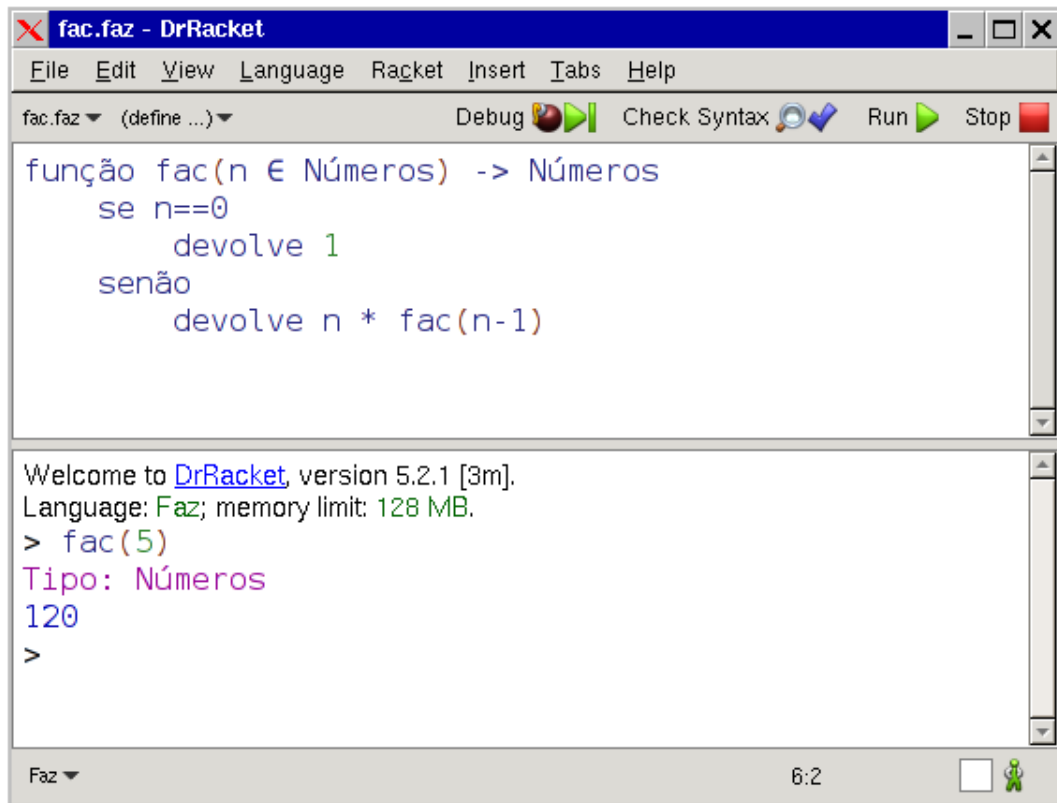 fac.faz - DrRacket
File Edit View Language Racket Insert Tabs Help
fac.faz (define ...) Debug Check Syntax Run Stop
função fac(n ∈ Números) -> Números
    se n==0
        devolve 1
    senão
        devolve n * fac(n-1)
Welcome to DrRacket, version 5.2.1 [3m].
Language: Faz; memory limit: 128 MB.
> fac(5)
Tipo: Números
120
>
Faz 6:2